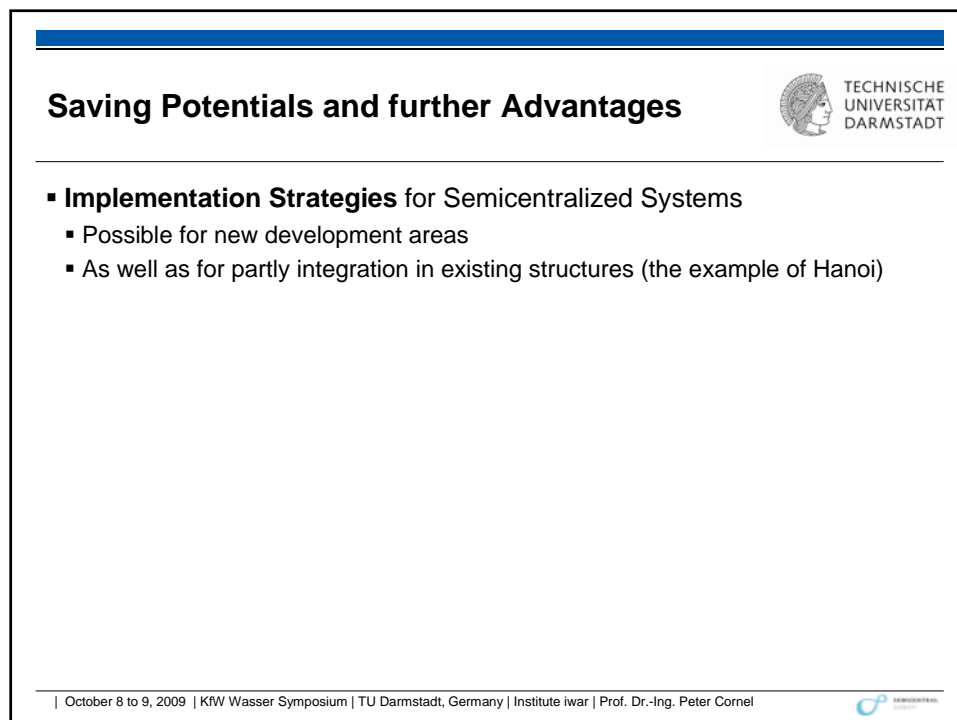 Saving Potentials and further Advantages
TECHNISCHE
UNIVERSITÄT
DARMSTADT
▪ Implementation Strategies for Semicentralized Systems
▪ Possible for new development areas
▪ As well as for partly integration in existing structures (the example of Hanoi)
| October 8 to 9, 2009 | KfW Wasser Symposium | TU Darmstadt, Germany | Institute iwar | Prof. Dr.-Ing. Peter Cornel
SEMIZENTRAL